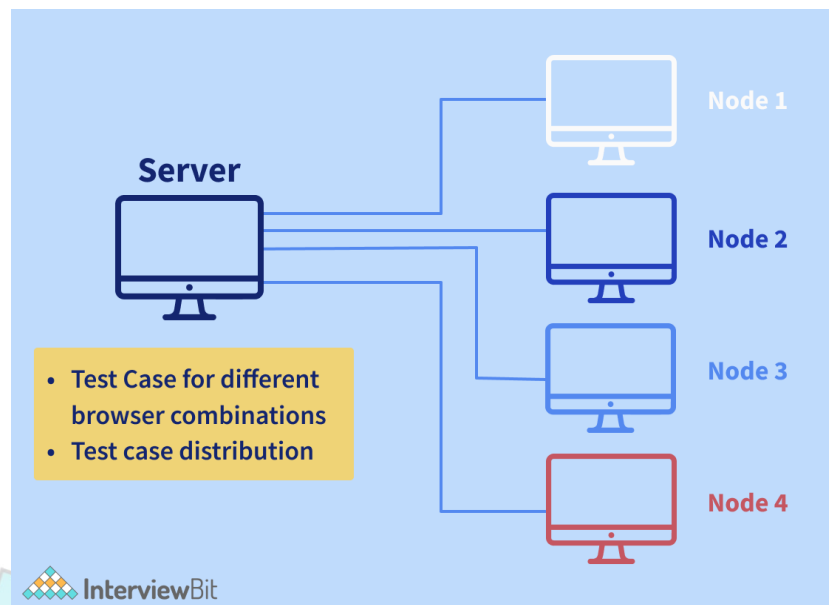 Server
Node 1
Node 2
Node 3
Node 4
• Test Case for different
browser combinations
• Test case distribution
InterviewBit